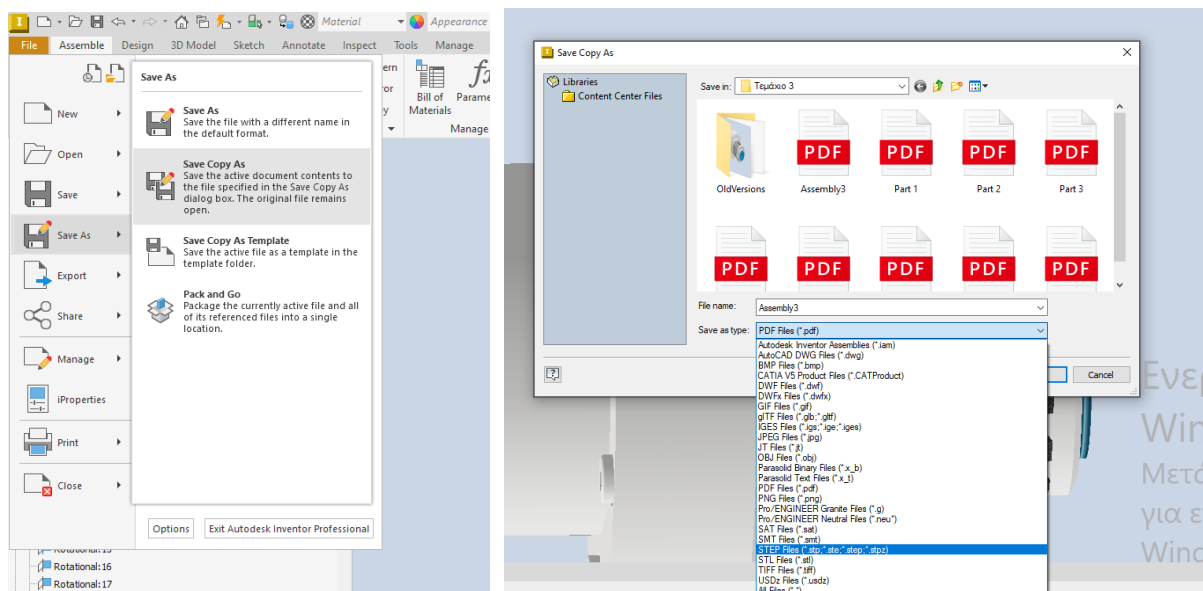 Material
Appearance
File
Assemble
Design
3D Model
Sketch
Annotate
Inspect
Tools
Manage
New
Open
Save
Save As
Export
Share
Manage
iProperties
Print
Close
Save As
Save As
Save the file with a different name in
the default format.
Save Copy As
Save the active document contents to
the file specified in the Save Copy As
dialog box. The original file remains
open.
Save Copy As Template
Save the active file as a template in the
template folder.
Pack and Go
Package the currently active file and all
of its referenced files into a single
location.
Options
Exit Autodesk Inventor Professional
Bill of
Materials
Manage
Rotational:16
Rotational:17
Save Copy As
Libraries
Content Center Files
Save in:
Τεμάχιο 3
OldVersions
PDF
Assembly3
PDF
Part 1
PDF
Part 2
PDF
Part 3
PDF
PDF
PDF
PDF
PDF
File name:
Assembly3
Save as type:
PDF Files (*.pdf)
Autodesk Inventor Assemblies (*.iam)
AutoCAD DWG Files (*.dwg)
BMP Files (*.bmp)
CATIA V5 Product Files (*.CATProduct)
DWF Files (*.dwf)
DWFx Files (*.dwfx)
GIF Files (*.gif)
glTF Files (*.glb;*.gltf)
IGES Files (*.igs;*.ige;*.iges)
JPEG Files (*.jpg)
JT Files (*.jt)
OBJ Files (*.obj)
Parasolid Binary Files (*.x_b)
Parasolid Text Files (*.x_t)
PDF Files (*.pdf)
PNG Files (*.png)
Pro/ENGINEER Granite Files (*.g)
Pro/ENGINEER Neutral Files (*.neu*)
SAT Files (*.sat)
SMT Files (*.smt)
STEP Files (*.stp;*.ste;*.step;*.stpz)
STL Files (*.stl)
TIFF Files (*.tiff)
USDz Files (*.usdz)
All Files (*.*)
Cancel